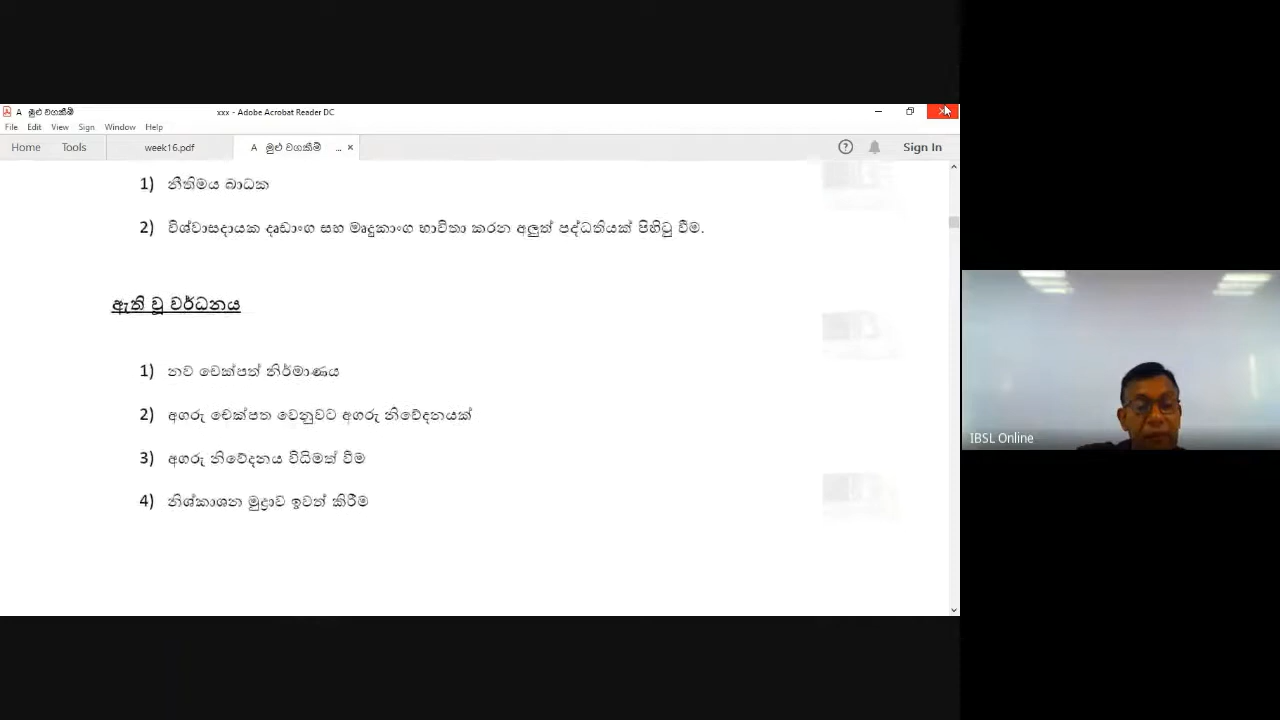 A මුළු වගකීම් xxx - Adobe Acrobat Reader DC
File Edit View Sign Window Help
Home Tools week16.pdf A මුළු වගකීම් ... × Sign In
1) නීතිමය බාධක
2) විශ්වාසදායක දෘඩාංග සහ මෘදුකාංග භාවිතා කරන අලුත් පද්ධතියක් පිහිටු වීම.
ඇති වූ වර්ධනය
1) නව චෙක්පත් නිර්මාණය
2) අගරු චෙක්පත වෙනුවට අගරු නිවේදනයක්
3) අගරු නිවේදනය විධිමත් වීම
4) නිශ්කාශන මුද්‍රාව ඉවත් කිරීම
IBSL Online